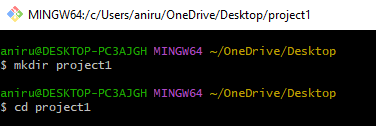 MINGW64:/c/Users/aniru/OneDrive/Desktop/project1
aniru@DESKTOP-PC3AJGH MINGW64 ~/OneDrive/Desktop
$ mkdir project1
aniru@DESKTOP-PC3AJGH MINGW64 ~/OneDrive/Desktop
$ cd project1